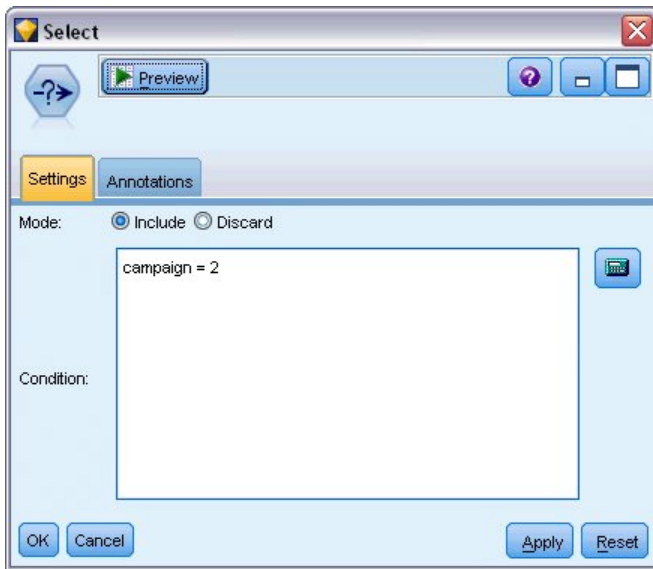 Select
Preview
Settings Annotations
Mode: Include Discard
campaign = 2
Condition:
OK Cancel Apply Reset